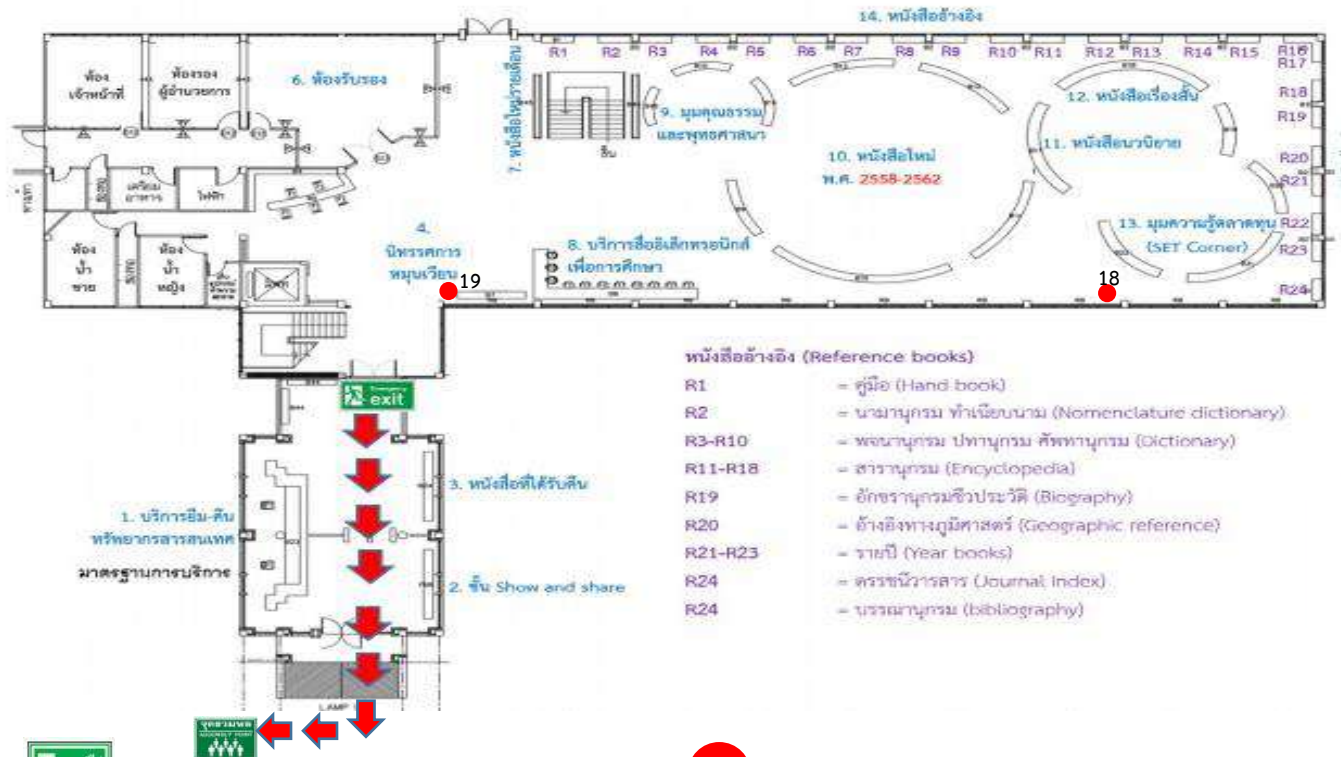 14. หนังสืออ้างอิง
R1 R2 R3 R4 R5 R6 R7 R8 R9 R10 R11 R12 R13 R14 R15 R16
R17
R18
R19
R20
R21
R22
R23
R24
ห้อง
เจ้าหน้าที่
ห้องรอง
ผู้อำนวยการ
6. ห้องรับรอง
7. หนังสือใหม่รายเดือน
ขึ้น
9. มุมคุณธรรม
และพุทธศาสนา
10. หนังสือใหม่
พ.ศ. 2558-2562
12. หนังสือเรื่องสั้น
11. หนังสือนวนิยาย
13. มุมความรู้ตลาดทุน
(SET Corner)
เตรียม
อาหาร
ไฟฟ้า
ห้อง
น้ำ
ชาย
ห้อง
น้ำ
หญิง
ลิฟท์
4.
นิทรรศการ
หมุนเวียน
19
8. บริการสื่ออิเล็กทรอนิกส์
เพื่อการศึกษา
18
Emergency
exit
1. บริการยืม-คืน
ทรัพยากรสารสนเทศ
มาตรฐานการบริการ
3. หนังสือที่ได้รับคืน
2. ชั้น Show and share
LAMP
จุดรวมพล
ASSEMBLY POINT
หนังสืออ้างอิง (Reference books)
R1 = คู่มือ (Hand book)
R2 = นามานุกรม ทำเนียบนาม (Nomenclature dictionary)
R3-R10 = พจนานุกรม ปทานุกรม ศัพทานุกรม (Dictionary)
R11-R18 = สารานุกรม (Encyclopedia)
R19 = อักขรานุกรมชีวประวัติ (Biography)
R20 = อ้างอิงทางภูมิศาสตร์ (Geographic reference)
R21-R23 = รายปี (Year books)
R24 = ดรรชนีวารสาร (Journal Index)
R24 = บรรณานุกรม (bibliography)